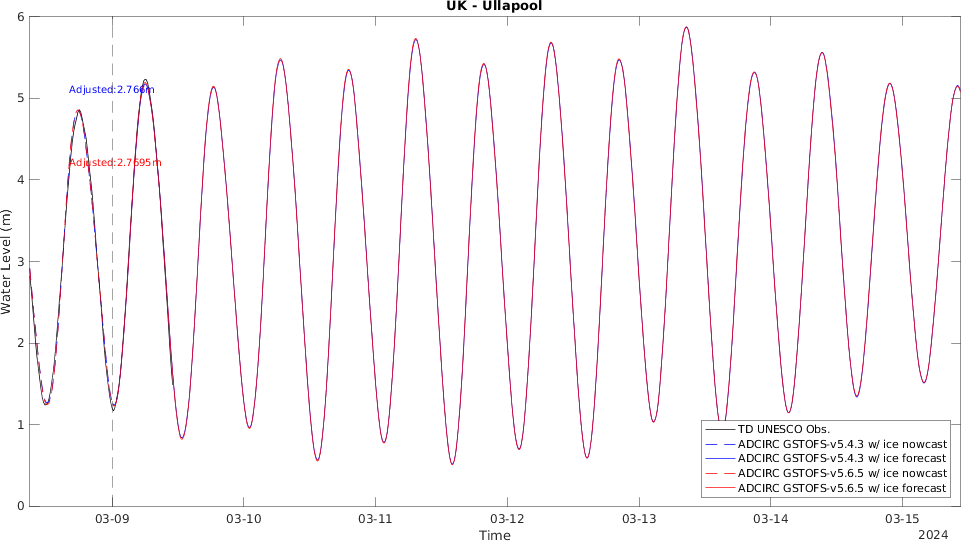 UK - Ullapool
6
5
4
3
2
1
0
Water Level (m)
Adjusted:2.766m
Adjusted:2.7695m
TD UNESCO Obs.
ADCIRC GSTOFS-v5.4.3 w/ ice nowcast
ADCIRC GSTOFS-v5.4.3 w/ ice forecast
ADCIRC GSTOFS-v5.6.5 w/ ice nowcast
ADCIRC GSTOFS-v5.6.5 w/ ice forecast
03-09 03-10 03-11 03-12 03-13 03-14 03-15
Time
2024